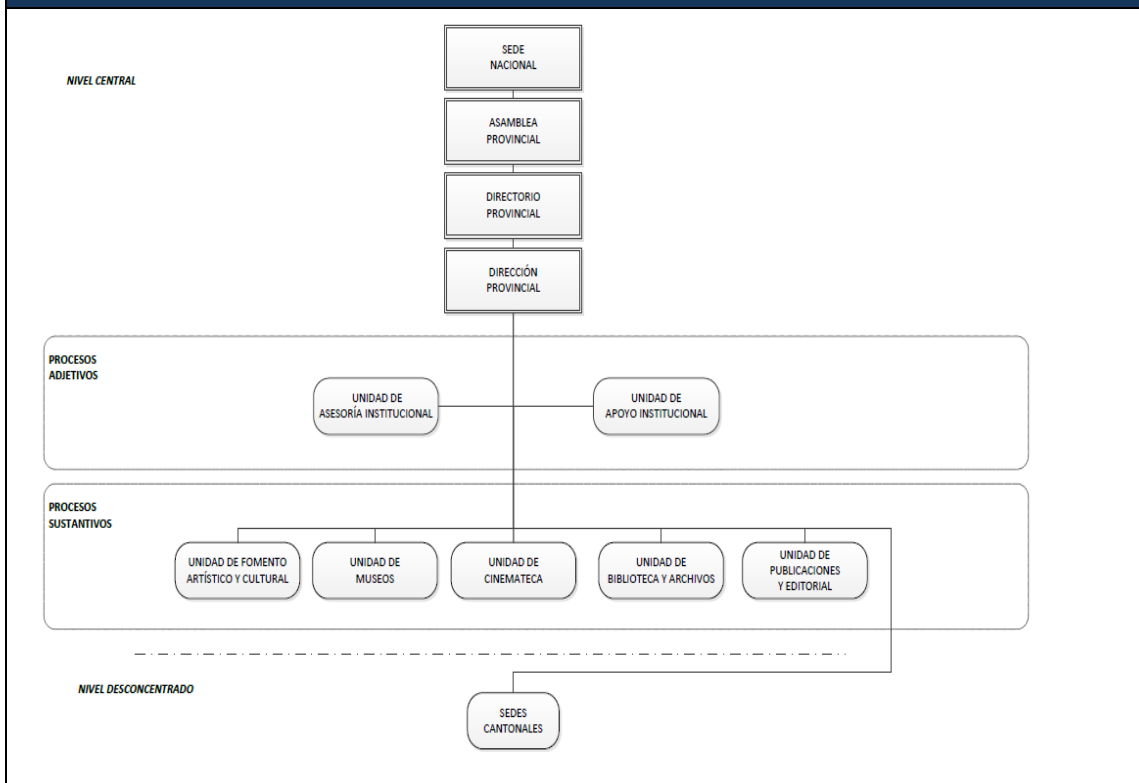 SEDE
NACIONAL
NIVEL CENTRAL
ASAMBLEA
PROVINCIAL
DIRECTORIO
PROVINCIAL
DIRECCIÓN
PROVINCIAL
PROCESOS
ADJETIVOS
UNIDAD DE
ASESORÍA INSTITUCIONAL
UNIDAD DE
APOYO INSTITUCIONAL
PROCESOS
SUSTANTIVOS
UNIDAD DE FOMENTO
ARTÍSTICO Y CULTURAL
UNIDAD DE
MUSEOS
UNIDAD DE
CINEMATECA
UNIDAD DE
BIBLIOTECA Y ARCHIVOS
UNIDAD DE
PUBLICACIONES
Y EDITORIAL
NIVEL DESCONCENTRADO
SEDES
CANTONALES